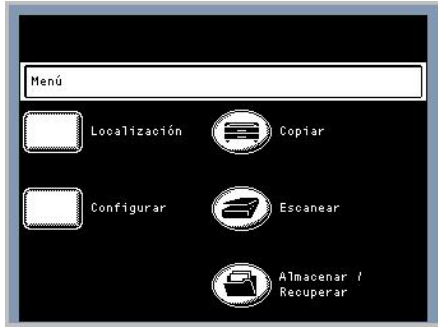 Menú
Localización
Copiar
Configurar
Escanear
Almacenar /
Recuperar